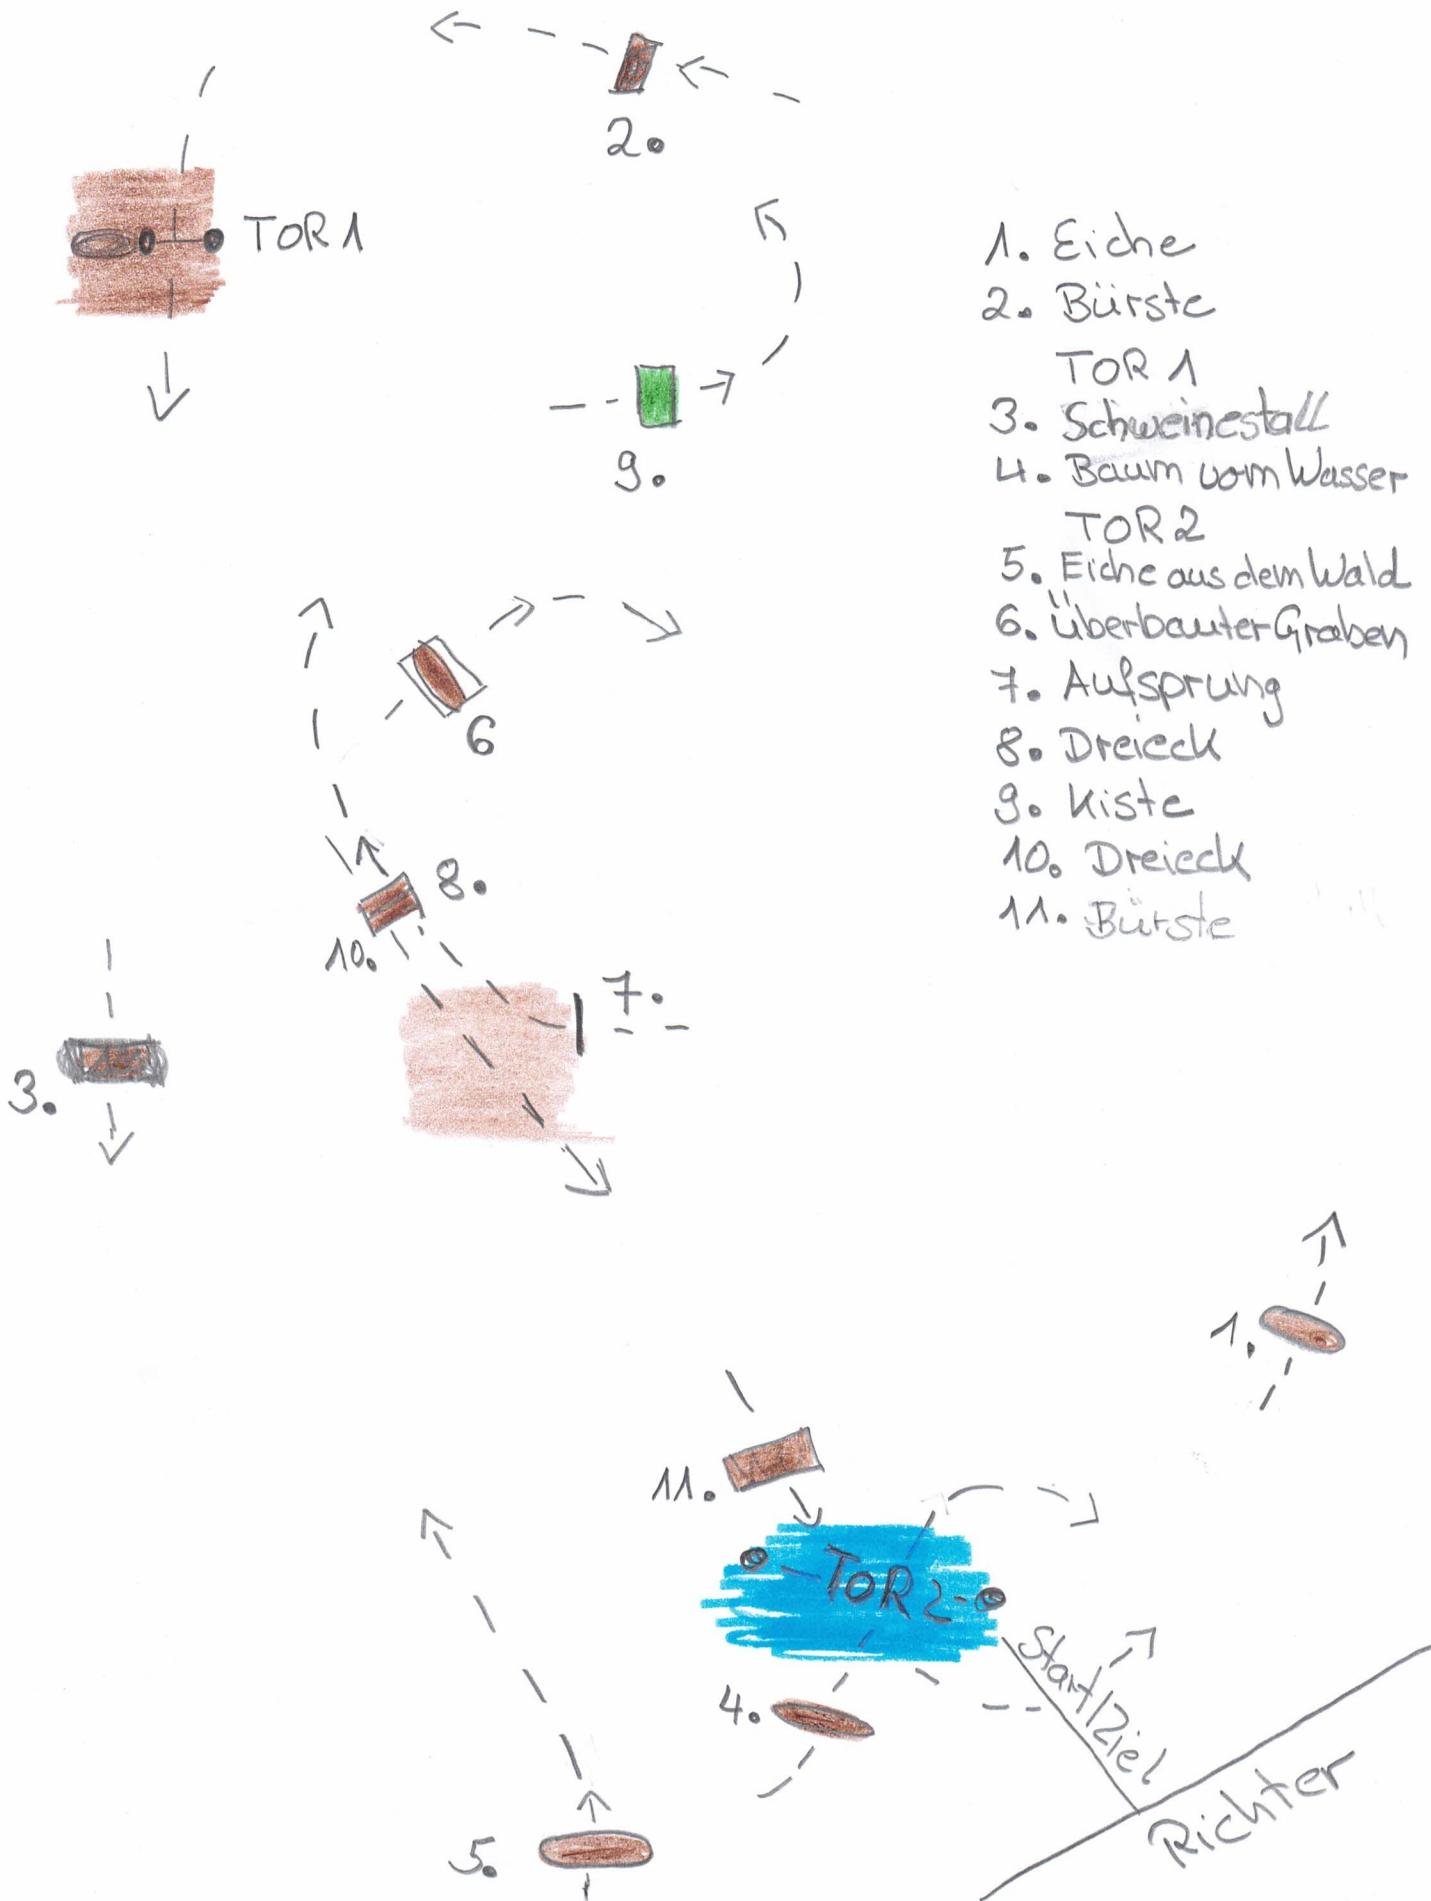 2.
TOR 1
9.
1. Eiche
2. Bürste
TOR 1
3. Schweinestall
4. Baum vom Wasser
TOR 2
5. Eiche aus dem Wald
6. Überbauter Graben
7. Aufsprung
8. Dreieck
9. Kiste
10. Dreieck
11. Bürste
6
8.
10.
7.
3.
1.
11.
TOR 2
4.
Start/Ziel
5.
Richter